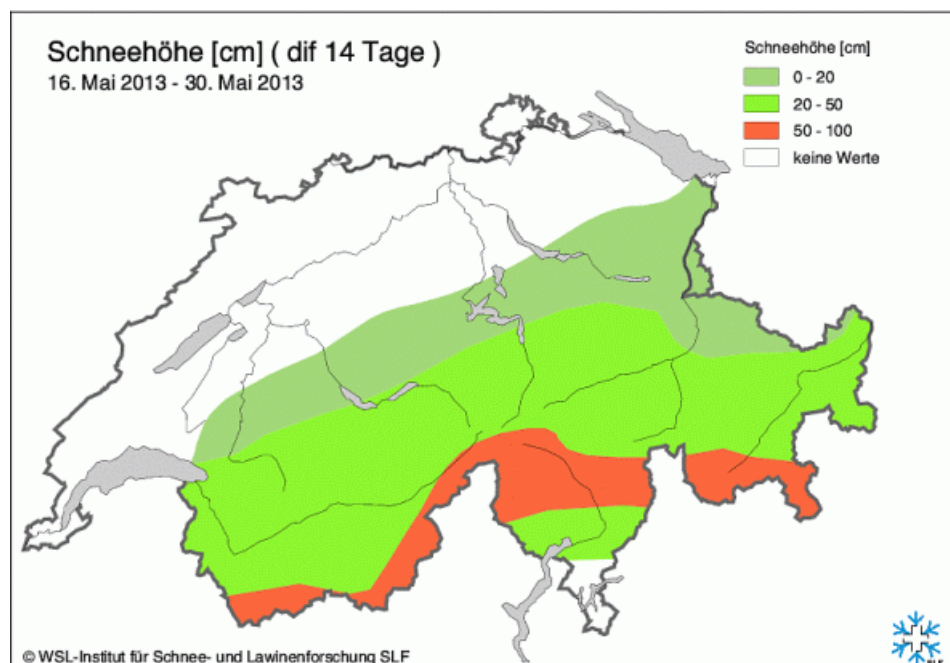 Schneehöhe [cm] ( dif 14 Tage )
16. Mai 2013 - 30. Mai 2013
Schneehöhe [cm]
0 - 20
20 - 50
50 - 100
keine Werte
© WSL-Institut für Schnee- und Lawinenforschung SLF